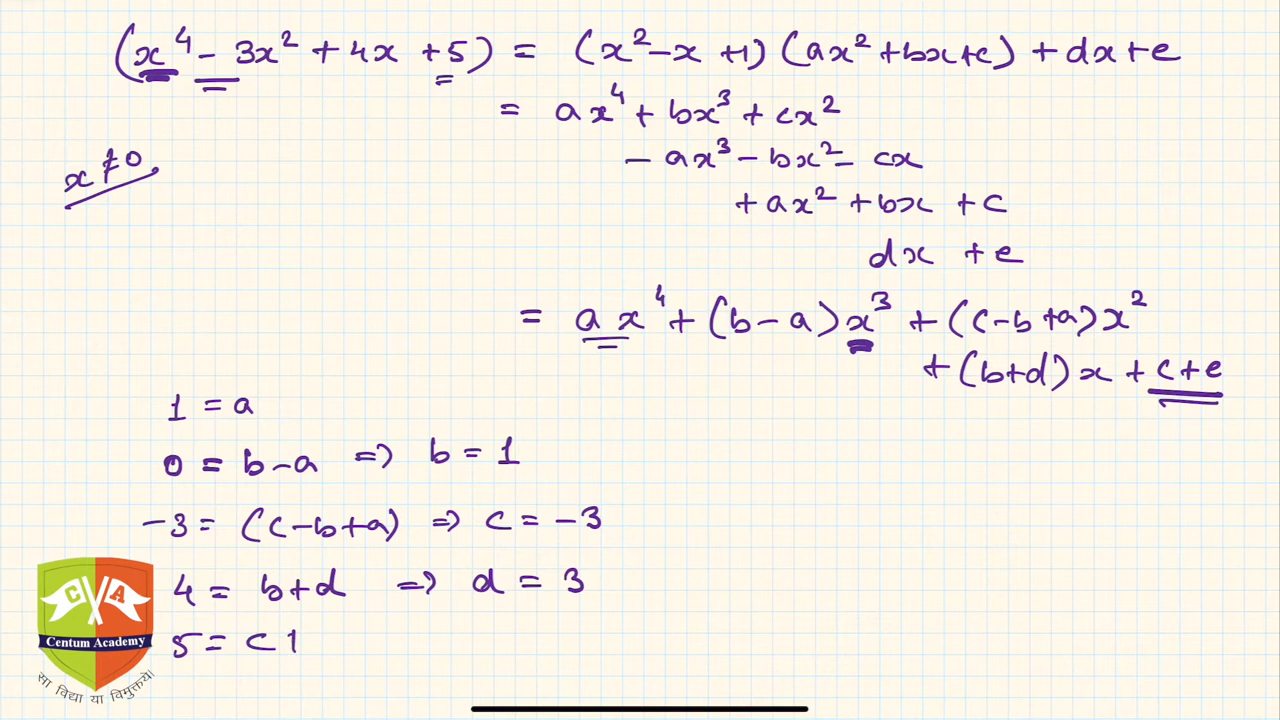 (x⁴ - 3x² + 4x + 5) = (x² - x + 1) (ax² + bx + c) + dx + e
= ax⁴ + bx³ + cx²
- ax³ - bx² - cx
+ ax² + bx + c
dx + e
x ≠ 0
= ax⁴ + (b - a)x³ + (c - b + a)x²
+ (b + d)x + c + e
1 = a
0 = b - a => b = 1
-3 = (c - b + a) => c = -3
4 = b + d => d = 3
5 = c 1
C A
Centum Academy
सा विद्या या विमुक्तये।